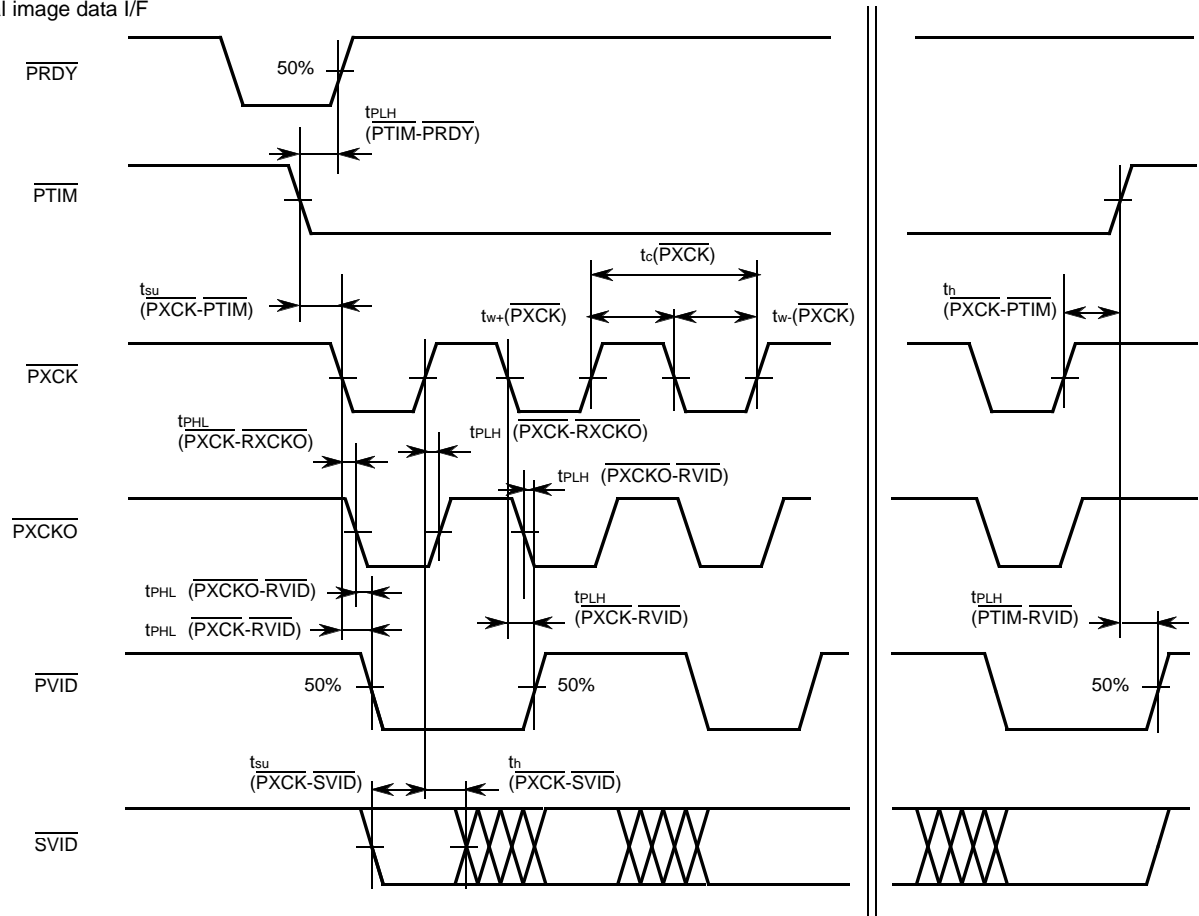 l image data I/F
PRDY
50%
tPLH
(PTIM-PRDY)
PTIM
tc(PXCK)
tsu
(PXCK-PTIM)
tw+(PXCK)
tw-(PXCK)
th
(PXCK-PTIM)
PXCK
tPHL
(PXCK-RXCKO)
tPLH (PXCK-RXCKO)
tPLH (PXCKO-RVID)
PXCKO
tPHL (PXCKO-RVID)
tPHL (PXCK-RVID)
tPLH
(PXCK-RVID)
tPLH
(PTIM-RVID)
PVID
50%
50%
50%
tsu
(PXCK-SVID)
th
(PXCK-SVID)
SVID